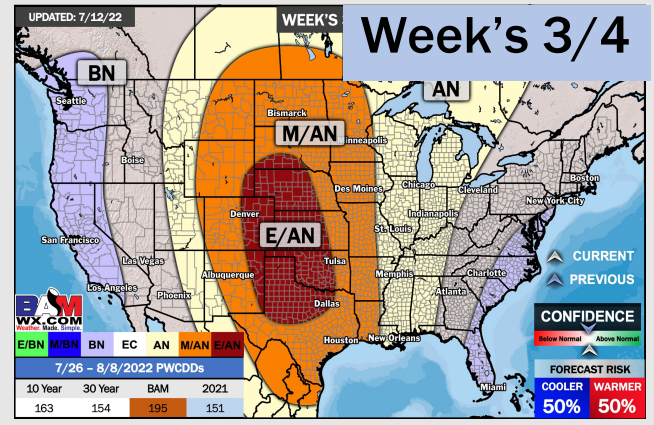 UPDATED: 7/12/22
WEEK'S
Week's 3/4
BN
AN
Seattle
Bismarck
M/AN
inneapolis
Boise
Boston
Des Moines
Chicago
Cleveland
New York City
Denver
Indianapolis
E/AN
St. Louis
San Francisco
Las Vegas
Tulsa
CURRENT
Albuquerque
Memphis
Charlotte
PREVIOUS
Los Angeles
Phoenix
Atlanta
Dallas
BAM
WX.COM
Weather. Made. Simple.
Houston
New Orleans
CONFIDENCE
Below Normal
Above Normal
E/BN M/BN BN EC AN M/AN E/AN
7/26 – 8/8/2022 PWCDDs
FORECAST RISK
10 Year 30 Year BAM 2021
Miami
COOLER WARMER
163 154 195 151
50% 50%